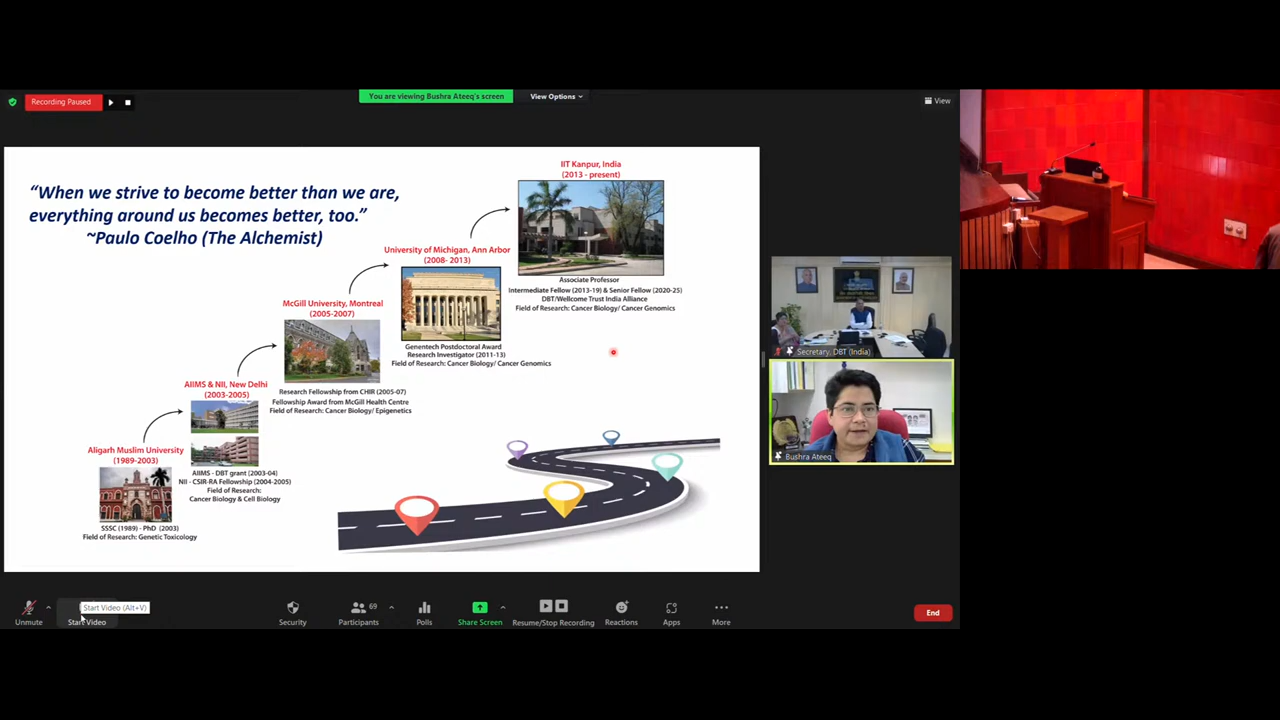 Recording Paused
You are viewing Bushra Ateeq's screen
View Options
View
“When we strive to become better than we are,
everything around us becomes better, too.”
~Paulo Coelho (The Alchemist)
IIT Kanpur, India
(2013 - present)
Associate Professor
Intermediate Fellow (2013-19) & Senior Fellow (2020-25)
DBT/Wellcome Trust India Alliance
Field of Research: Cancer Biology/ Cancer Genomics
University of Michigan, Ann Arbor
(2008- 2013)
Genentech Postdoctoral Award
Research Investigator (2011-13)
Field of Research: Cancer Biology/ Cancer Genomics
McGill University, Montreal
(2005-2007)
Research Fellowship from CHIR (2005-07)
Fellowship Award from McGill Health Centre
Field of Research: Cancer Biology/ Epigenetics
AIIMS & NII, New Delhi
(2003-2005)
AIIMS - DBT grant (2003-04)
NII - CSIR-RA Fellowship (2004-2005)
Field of Research:
Cancer Biology & Cell Biology
Aligarh Muslim University
(1989-2003)
SSSC (1989) - PhD (2003)
Field of Research: Genetic Toxicology
Secretary, DBT (India)
Bushra Ateeq
Start Video (Alt+V)
Unmute
Start Video
Security
Participants
69
Polls
Share Screen
Resume/Stop Recording
Reactions
Apps
More
End